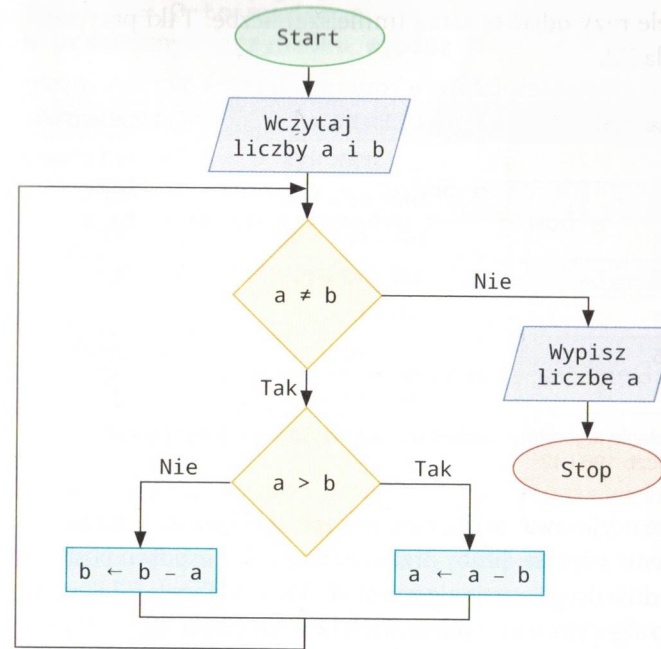 Start
Wczytaj
liczby a i b
a ≠ b
Nie
Wypisz
liczbę a
Tak
Stop
a > b
Nie
Tak
b ← b – a
a ← a – b